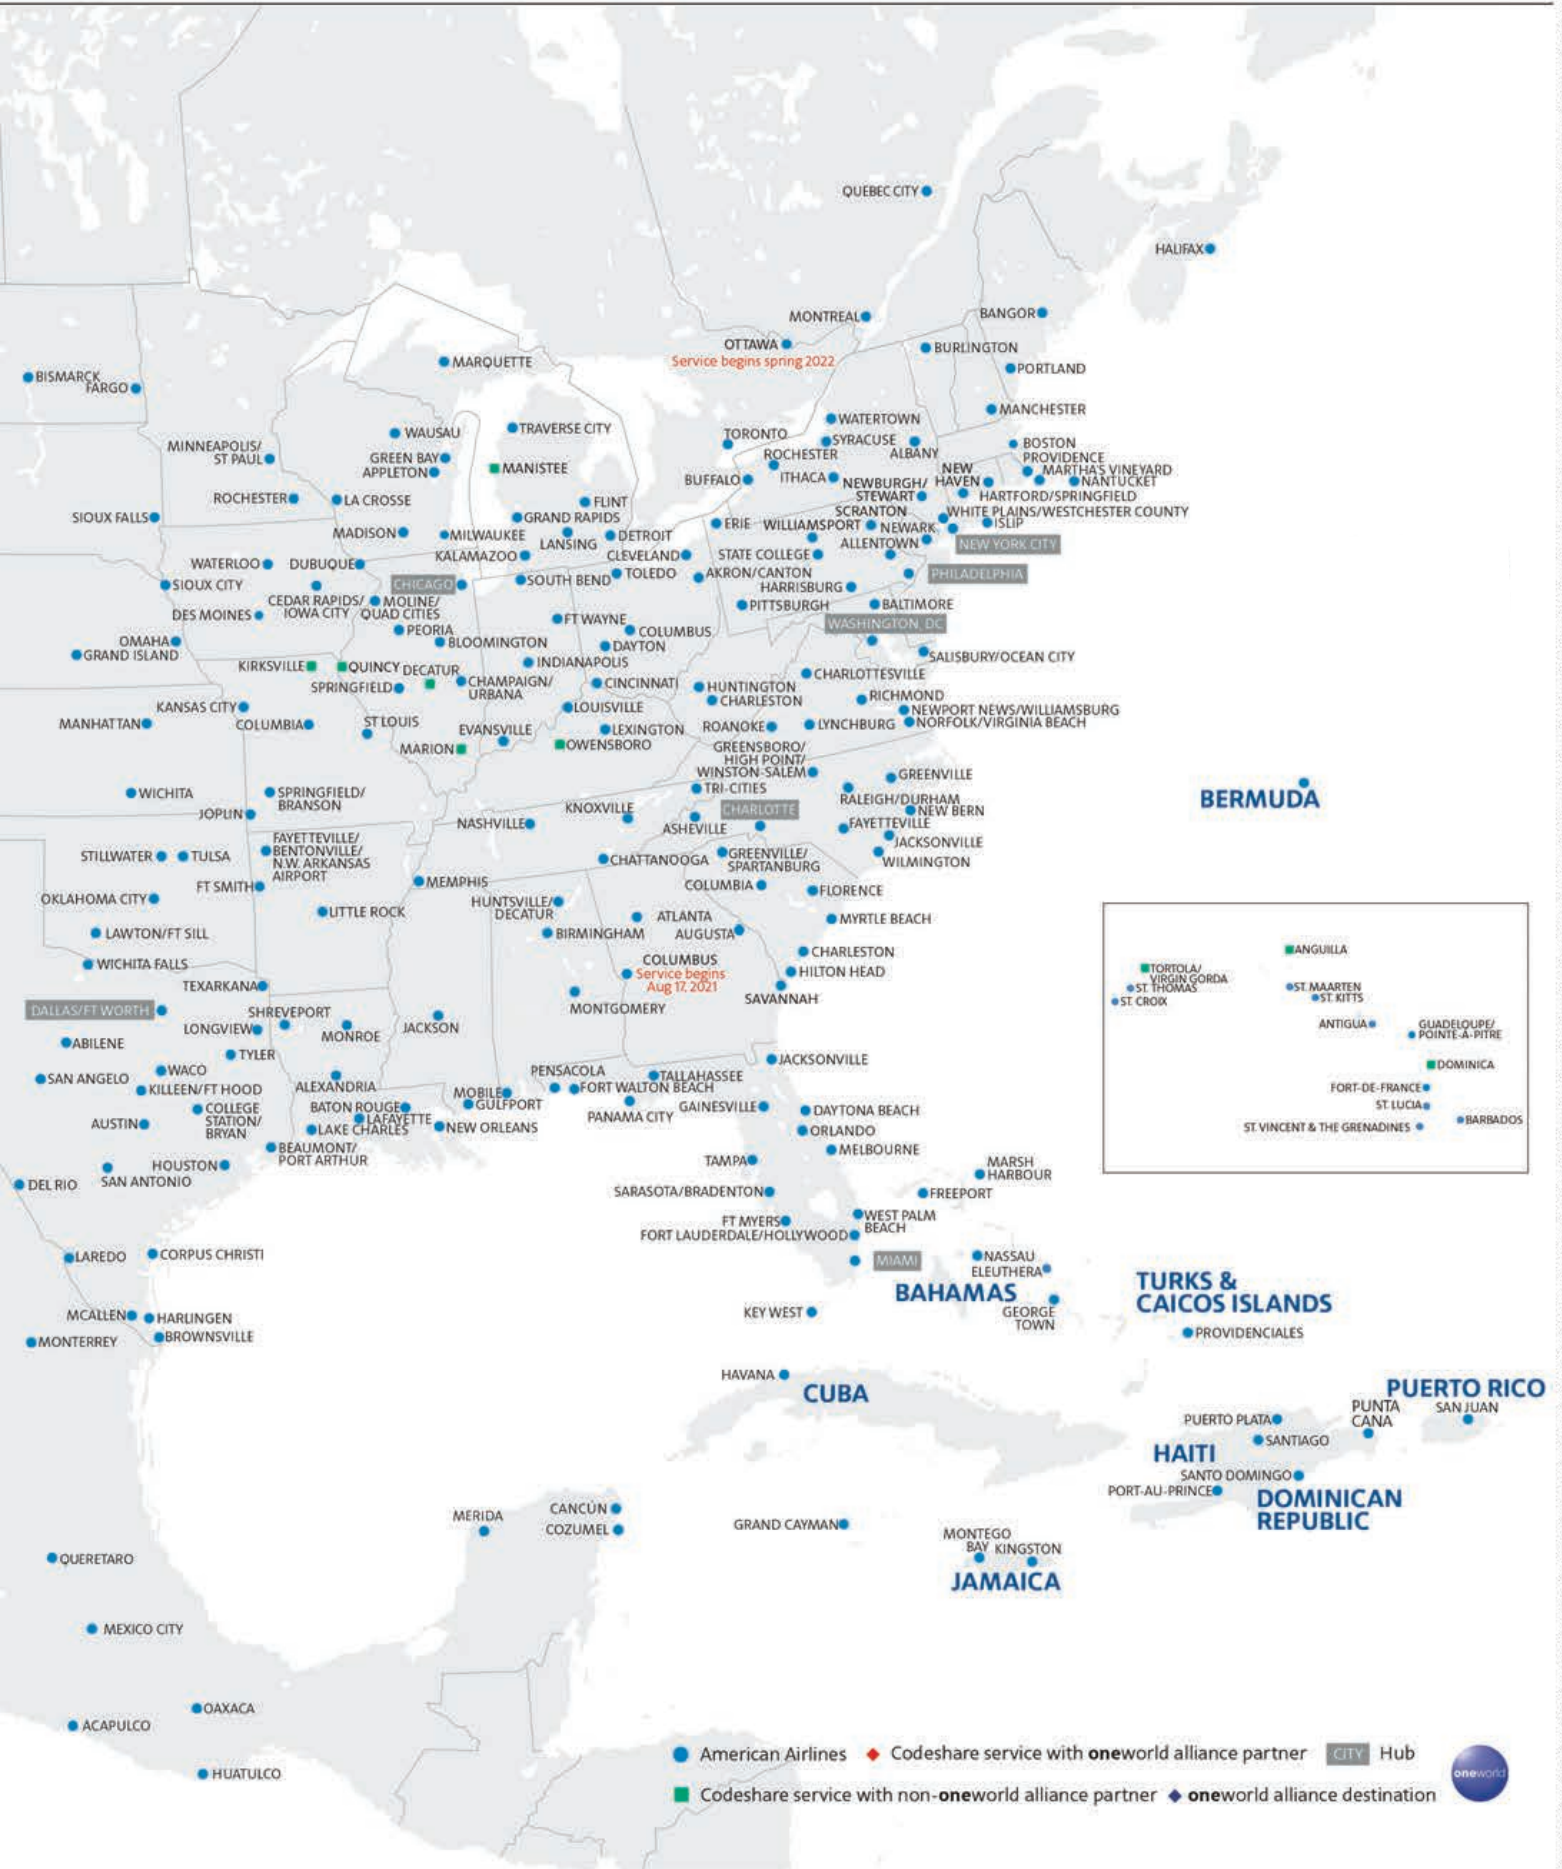 QUEBEC CITY
HALIFAX
MONTREAL
BANGOR
OTTAWA
Service begins spring 2022
BURLINGTON
PORTLAND
MARQUETTE
BISMARCK
FARGO
MANCHESTER
WATERTOWN
TRAVERSE CITY
WAUSAU
TORONTO
SYRACUSE
BOSTON
MINNEAPOLIS/
ST PAUL
GREEN BAY
APPLETON
MANISTEE
ROCHESTER
ALBANY
PROVIDENCE
MARTHA'S VINEYARD
NANTUCKET
BUFFALO
ITHACA
NEWBURGH/
STEWART
NEW
HAVEN
HARTFORD/SPRINGFIELD
ROCHESTER
LA CROSSE
FLINT
SIOUX FALLS
GRAND RAPIDS
SCRANTON
WHITE PLAINS/WESTCHESTER COUNTY
ERIE
WILLIAMSPORT
NEWARK
ISLIP
MADISON
MILWAUKEE
LANSING
DETROIT
ALLENTOWN
NEW YORK CITY
KALAMAZOO
CLEVELAND
STATE COLLEGE
WATERLOO
DUBUQUE
SIOUX CITY
CHICAGO
SOUTH BEND
TOLEDO
AKRON/CANTON
PHILADELPHIA
HARRISBURG
CEDAR RAPIDS/
IOWA CITY
MOLINE/
QUAD CITIES
DES MOINES
PITTSBURGH
BALTIMORE
FT WAYNE
WASHINGTON, DC
PEORIA
COLUMBUS
OMAHA
GRAND ISLAND
BLOOMINGTON
DAYTON
SALISBURY/OCEAN CITY
KIRKSVILLE
QUINCY
DECATUR
INDIANAPOLIS
CHARLOTTESVILLE
SPRINGFIELD
CHAMPAIGN/
URBANA
CINCINNATI
HUNTINGTON
CHARLESTON
RICHMOND
KANSAS CITY
LOUISVILLE
NEWPORT NEWS/WILLIAMSBURG
MANHATTAN
COLUMBIA
ST LOUIS
EVANSVILLE
LEXINGTON
ROANOKE
LYNCHBURG
NORFOLK/VIRGINIA BEACH
MARION
OWENSBORO
GREENSBORO/
HIGH POINT/
WINSTON-SALEM
GREENVILLE
TRI-CITIES
WICHITA
SPRINGFIELD/
BRANSON
BERMUDA
RALEIGH/DURHAM
NEW BERN
JOPLIN
KNOXVILLE
CHARLOTTE
NASHVILLE
ASHEVILLE
FAYETTEVILLE
FAYETTEVILLE/
BENTONVILLE/
N.W. ARKANSAS
AIRPORT
JACKSONVILLE
STILLWATER
TULSA
CHATTANOOGA
GREENVILLE/
SPARTANBURG
WILMINGTON
FT SMITH
MEMPHIS
COLUMBIA
FLORENCE
OKLAHOMA CITY
LITTLE ROCK
HUNTSVILLE/
DECATUR
ATLANTA
MYRTLE BEACH
LAWTON/FT SILL
BIRMINGHAM
AUGUSTA
CHARLESTON
ANGUILLA
WICHITA FALLS
COLUMBUS
Service begins
Aug 17, 2021
HILTON HEAD
TORTOLA/
VIRGIN GORDA
TEXARKANA
SAVANNAH
ST. THOMAS
ST. CROIX
ST. MAARTEN
ST. KITTS
DALLAS/FT WORTH
SHREVEPORT
MONTGOMERY
LONGVIEW
MONROE
JACKSON
ANTIGUA
GUADELOUPE/
POINTE-À-PITRE
ABILENE
TYLER
JACKSONVILLE
DOMINICA
WACO
SAN ANGELO
KILLEEN/FT HOOD
ALEXANDRIA
PENSACOLA
TALLAHASSEE
FORT WALTON BEACH
FORT-DE-FRANCE
MOBILE
GULFPORT
PANAMA CITY
GAINESVILLE
DAYTONA BEACH
ST. LUCIA
COLLEGE
STATION/
BRYAN
BATON ROUGE
LAFAYETTE
AUSTIN
LAKE CHARLES
NEW ORLEANS
ORLANDO
BARBADOS
ST. VINCENT & THE GRENADINES
BEAUMONT/
PORT ARTHUR
MELBOURNE
HOUSTON
TAMPA
MARSH
HARBOUR
DEL RIO
SAN ANTONIO
SARASOTA/BRADENTON
FREEPORT
FT MYERS
WEST PALM
BEACH
FORT LAUDERDALE/HOLLYWOOD
LAREDO
CORPUS CHRISTI
MIAMI
NASSAU
ELEUTHERA
BAHAMAS
TURKS &
CAICOS ISLANDS
MCALLEN
HARLINGEN
KEY WEST
GEORGE
TOWN
MONTERREY
BROWNSVILLE
PROVIDENCIALES
HAVANA
CUBA
PUERTO RICO
PUNTA
CANA
SAN JUAN
PUERTO PLATA
SANTIAGO
HAITI
SANTO DOMINGO
PORT-AU-PRINCE
DOMINICAN
REPUBLIC
MERIDA
CANCÚN
COZUMEL
GRAND CAYMAN
MONTEGO
BAY
KINGSTON
JAMAICA
QUERETARO
MEXICO CITY
OAXACA
ACAPULCO
HUATULCO
American Airlines
Codeshare service with oneworld alliance partner
CITY Hub
Codeshare service with non-oneworld alliance partner
oneworld alliance destination
oneworld